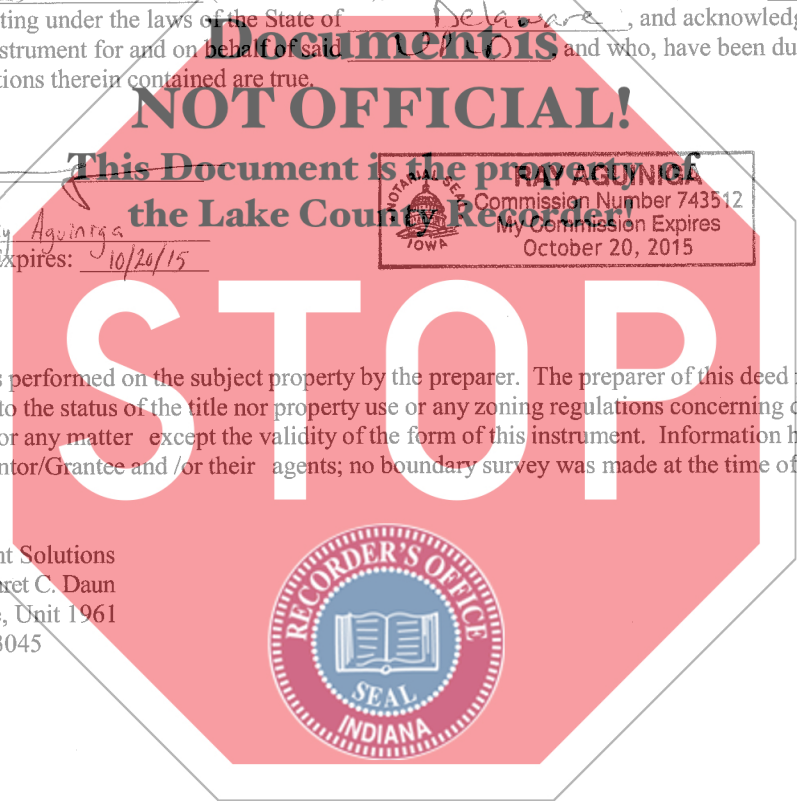 ting under the laws of the State of Delaware, and acknowledg
strument for and on behalf of said, and who, have been du
tions therein contained are true.
Document is
NOT OFFICIAL!
This Document is the property of
the Lake County Recorder!
RAY AGUINIGA
Commission Number 743512
My Commission Expires
October 20, 2015
NOTARIAL SEAL
IOWA
y Aguiniga
xpires: 10/20/15
STOP
s performed on the subject property by the preparer. The preparer of this deed
to the status of the title nor property use or any zoning regulations concerning
or any matter except the validity of the form of this instrument. Information h
ntor/Grantee and /or their agents; no boundary survey was made at the time of
nt Solutions
ret C. Daun
, Unit 1961
3045
RECORDER'S OFFICE
SEAL
INDIANA